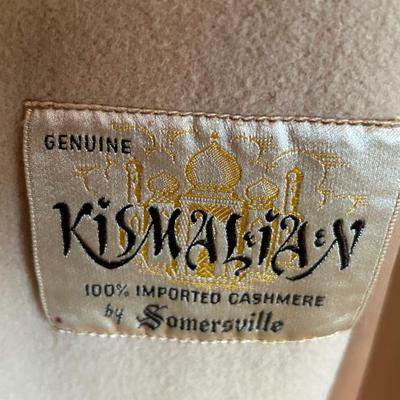 GENUINE
KISMALIAN
100% IMPORTED CASHMERE
by Somersville